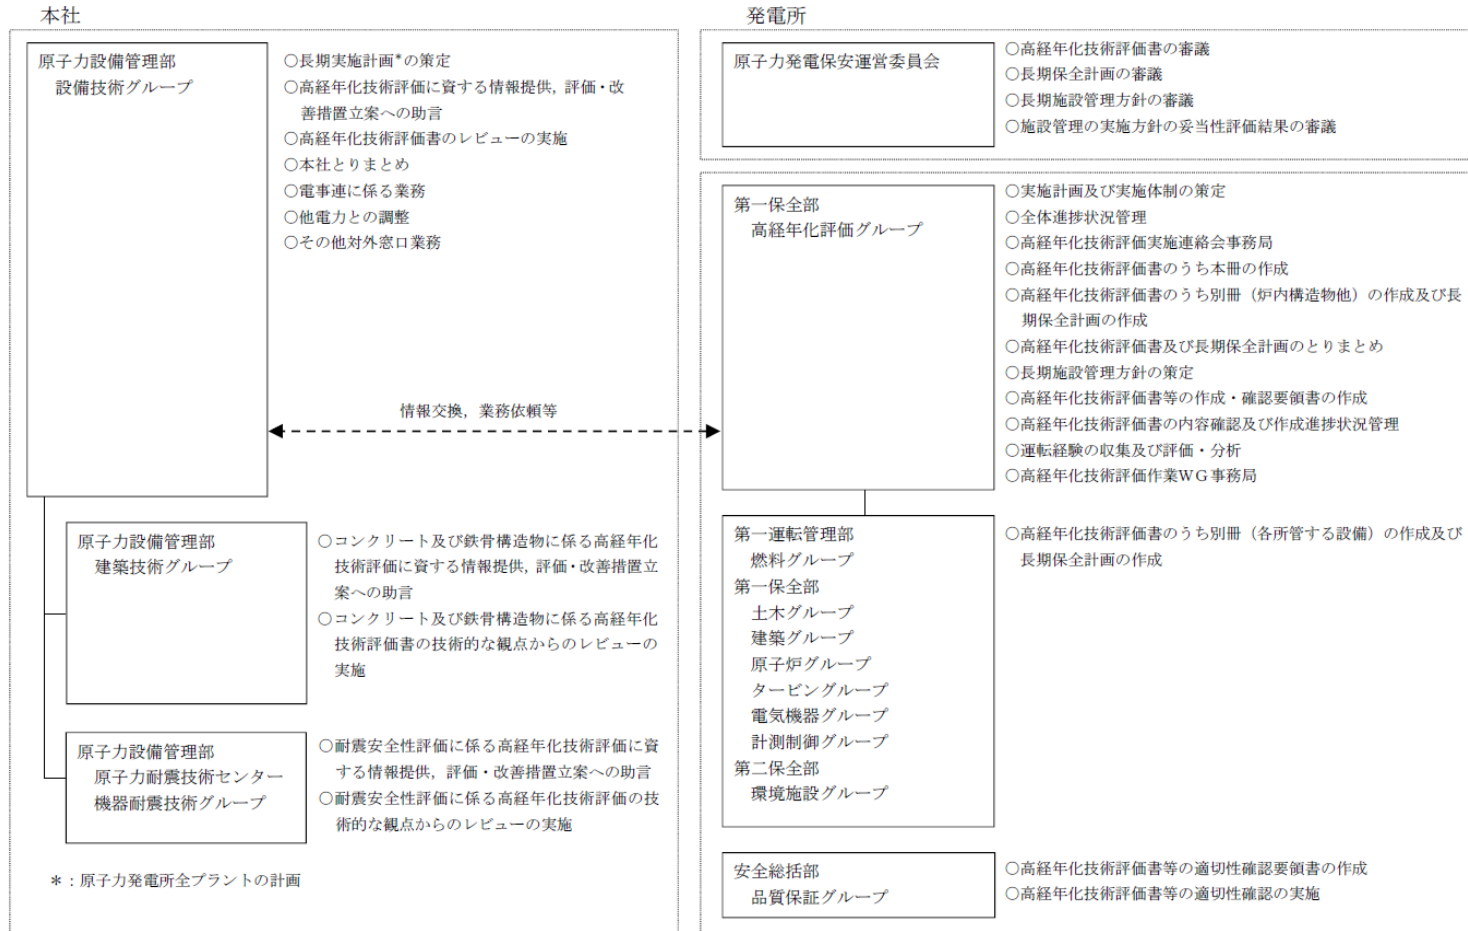 本社
原子力設備管理部
設備技術グループ
○長期実施計画*の策定
○高経年化技術評価に資する情報提供，評価・改
善措置立案への助言
○高経年化技術評価書のレビューの実施
○本社とりまとめ
○電事連に係る業務
○他電力との調整
○その他対外窓口業務
情報交換，業務依頼等
原子力設備管理部
建築技術グループ
○コンクリート及び鉄骨構造物に係る高経年化
技術評価に資する情報提供，評価・改善措置立
案への助言
○コンクリート及び鉄骨構造物に係る高経年化
技術評価書の技術的な観点からのレビューの
実施
原子力設備管理部
原子力耐震技術センター
機器耐震技術グループ
○耐震安全性評価に係る高経年化技術評価に資
する情報提供，評価・改善措置立案への助言
○耐震安全性評価に係る高経年化技術評価の技
術的な観点からのレビューの実施
＊：原子力発電所全プラントの計画
発電所
原子力発電保安運営委員会
○高経年化技術評価書の審議
○長期保全計画の審議
○長期施設管理方針の審議
○施設管理の実施方針の妥当性評価結果の審議
第一保全部
高経年化評価グループ
○実施計画及び実施体制の策定
○全体進捗状況管理
○高経年化技術評価実施連絡会事務局
○高経年化技術評価書のうち本冊の作成
○高経年化技術評価書のうち別冊（炉内構造物他）の作成及び長
期保全計画の作成
○高経年化技術評価書及び長期保全計画のとりまとめ
○長期施設管理方針の策定
○高経年化技術評価書等の作成・確認要領書の作成
○高経年化技術評価書の内容確認及び作成進捗状況管理
○運転経験の収集及び評価・分析
○高経年化技術評価作業ＷＧ事務局
第一運転管理部
燃料グループ
第一保全部
土木グループ
建築グループ
原子炉グループ
タービングループ
電気機器グループ
計測制御グループ
第二保全部
環境施設グループ
○高経年化技術評価書のうち別冊（各所管する設備）の作成及び
長期保全計画の作成
安全総括部
品質保証グループ
○高経年化技術評価書等の適切性確認要領書の作成
○高経年化技術評価書等の適切性確認の実施